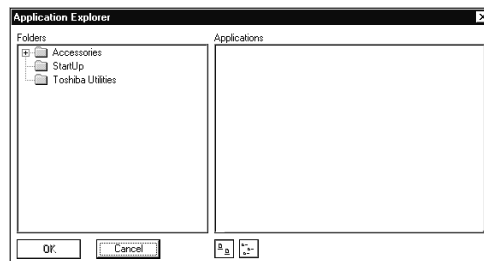 Application Explorer
Folders
Applications
Accessories
StartUp
Toshiba Utilities
OK
Cancel